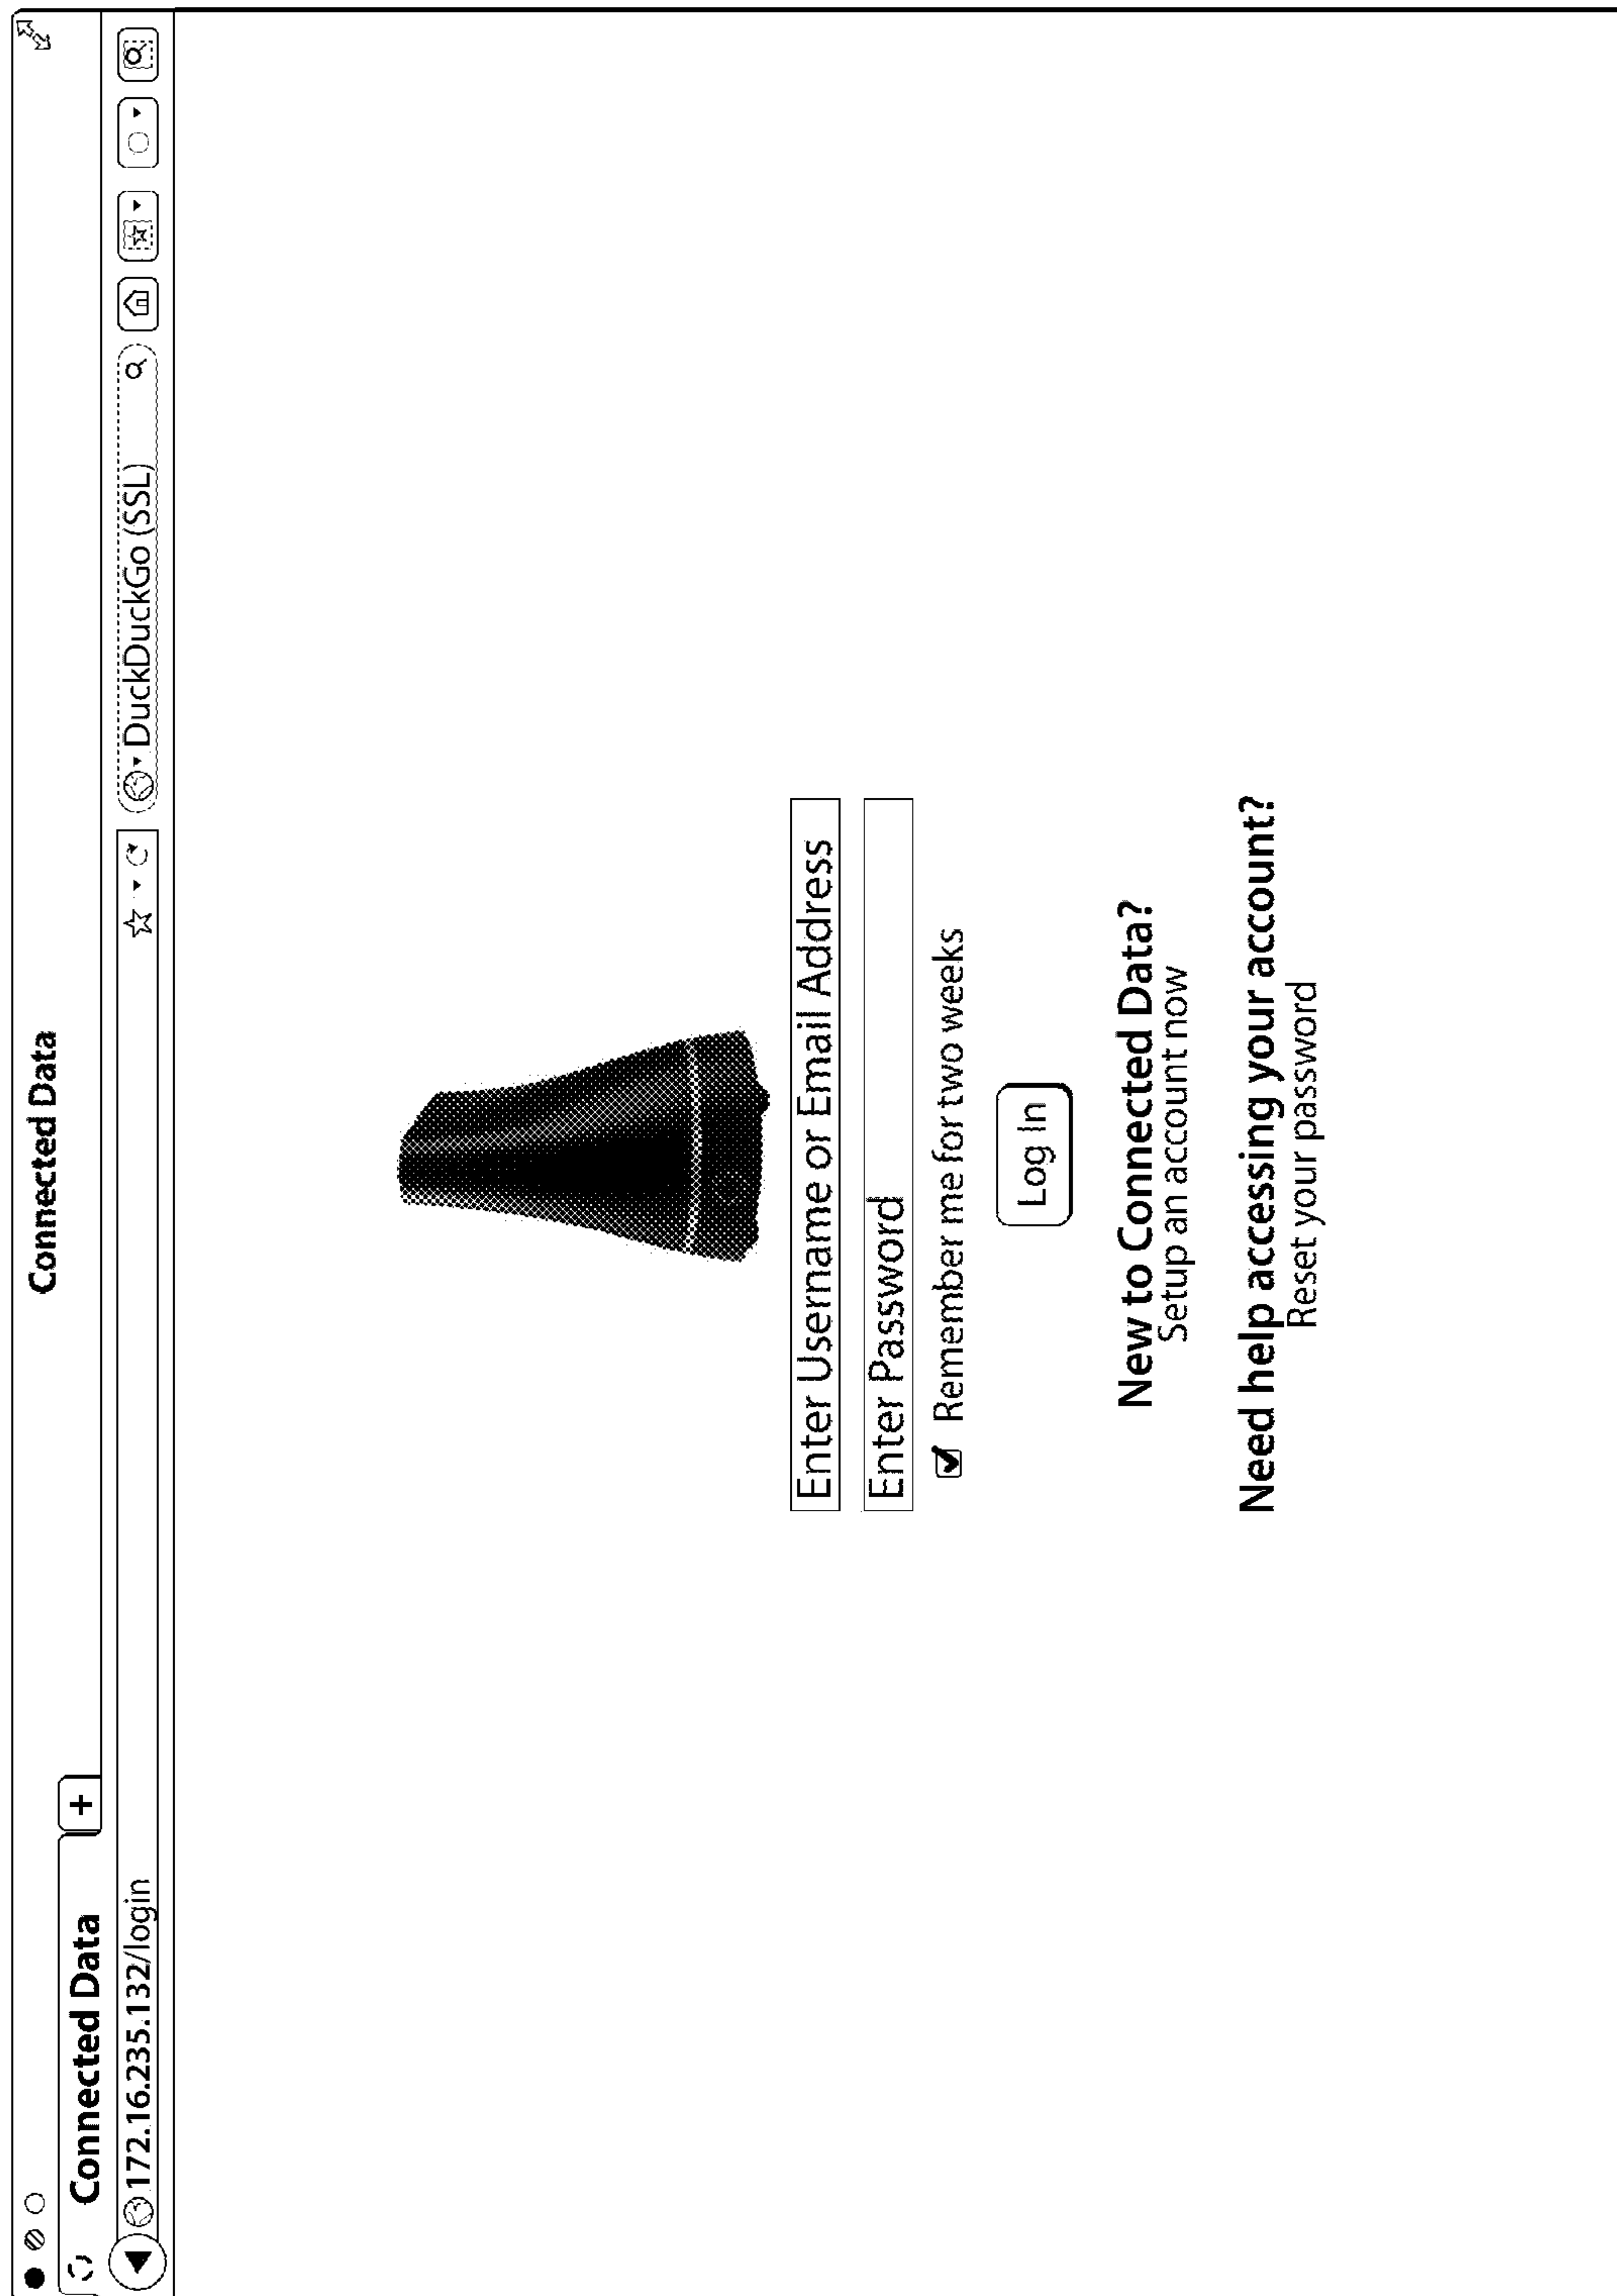 Connected Data
Connected Data +
172.16.235.132/login
DuckDuckGo (SSL)
Enter Username or Email Address
Enter Password
Remember me for two weeks
Log In
New to Connected Data?
Setup an account now
Need help accessing your account?
Reset your password